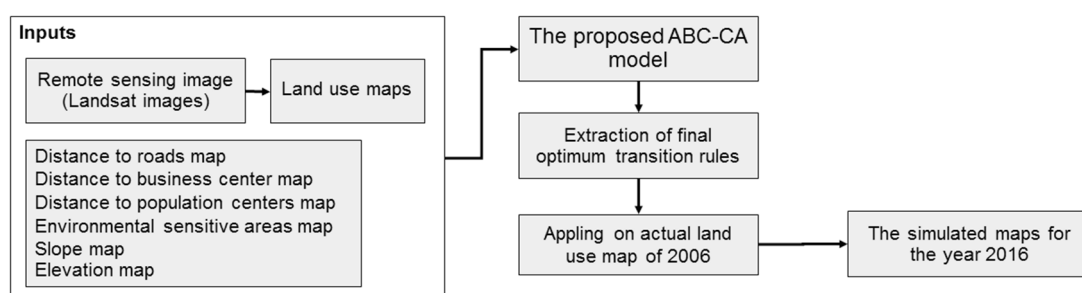 Inputs
Remote sensing image
(Landsat images)
Land use maps
Distance to roads map
Distance to business center map
Distance to population centers map
Environmental sensitive areas map
Slope map
Elevation map
The proposed ABC-CA
model
Extraction of final
optimum transition rules
Appling on actual land
use map of 2006
The simulated maps for
the year 2016